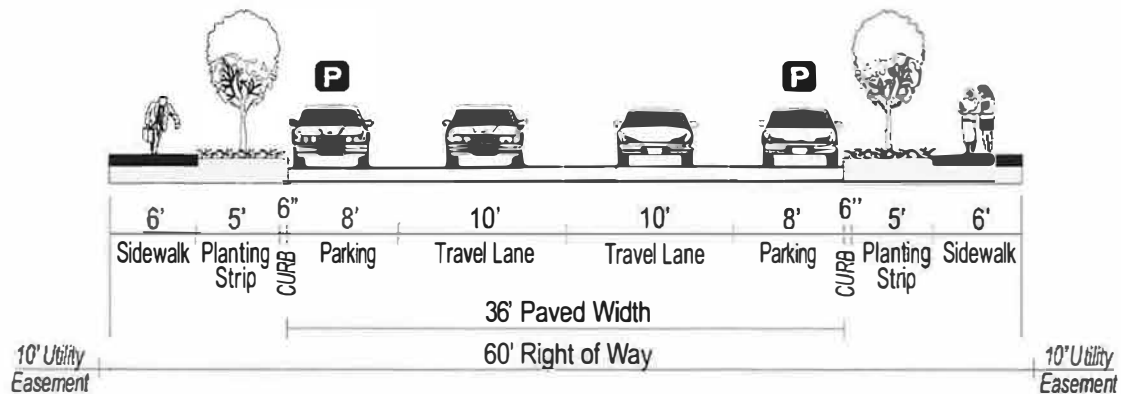 P P
6' 5' 6" 8' 10' 10' 8' 6" 5' 6'
Sidewalk Planting Strip CURB Parking Travel Lane Travel Lane Parking CURB Planting Strip Sidewalk
36' Paved Width
60' Right of Way
10' Utility Easement
10' Utility Easement